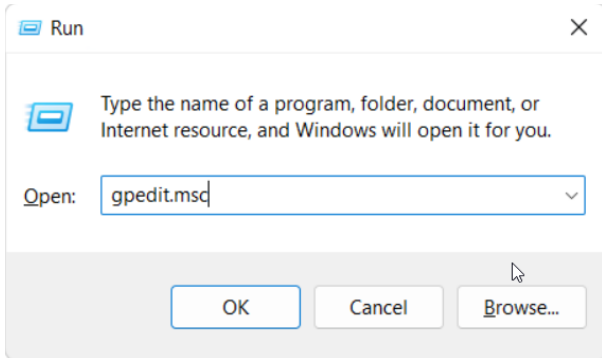 Run
Type the name of a program, folder, document, or
Internet resource, and Windows will open it for you.
Open: gpedit.msc
OK Cancel Browse...